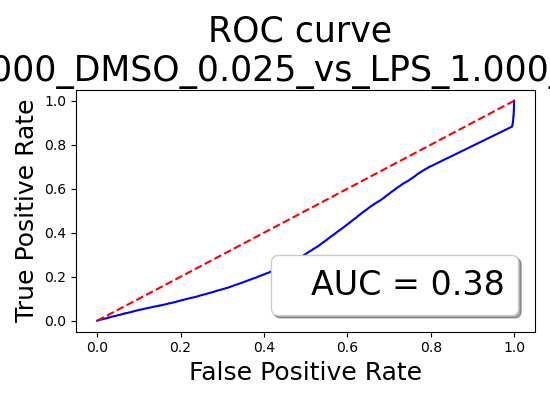 ROC curve
000_DMSO_0.025_vs_LPS_1.000_
True Positive Rate
1.0
0.8
0.6
0.4
0.2
0.0
AUC = 0.38
0.0 0.2 0.4 0.6 0.8 1.0
False Positive Rate